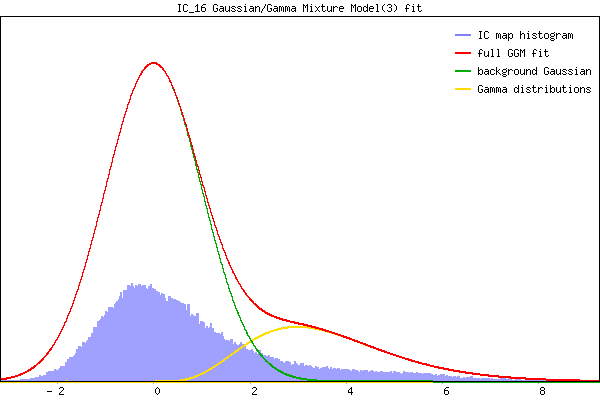 IC_16 Gaussian/Gamma Mixture Model(3) fit
IC map histogram
full GGM fit
background Gaussian
Gamma distributions
-2 0 2 4 6 8